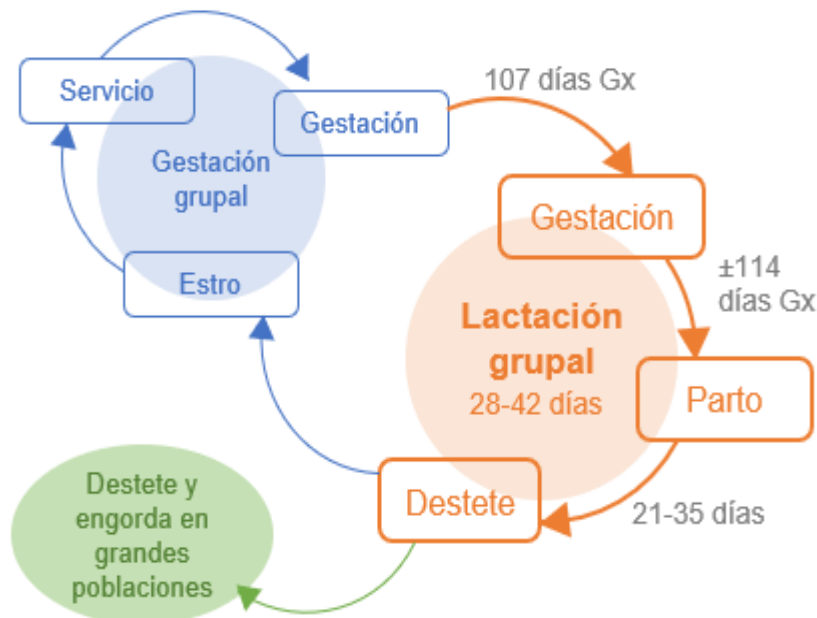 Servicio
Gestación
Gestación
grupal
Estro
107 días Gx
Gestación
±114
días Gx
Lactación
grupal
28-42 días
Parto
21-35 días
Destete
Destete y
engorda en
grandes
poblaciones